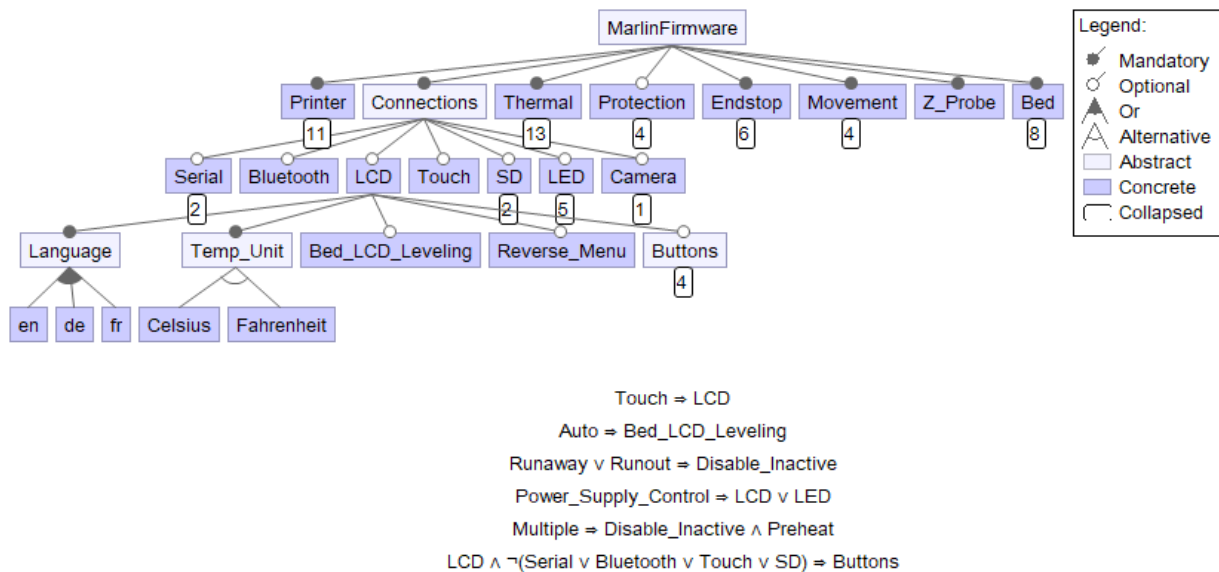 MarlinFirmware
Legend:
Mandatory
Optional
Or
Alternative
Abstract
Concrete
Collapsed
Printer Connections Thermal Protection Endstop Movement Z_Probe Bed
11 13 4 6 4 8
Serial Bluetooth LCD Touch SD LED Camera
2 2 5 1
Language Temp_Unit Bed_LCD_Leveling Reverse_Menu Buttons
4
en de fr Celsius Fahrenheit
Touch ⇒ LCD
Auto ⇒ Bed_LCD_Leveling
Runaway ∨ Runout ⇒ Disable_Inactive
Power_Supply_Control ⇒ LCD ∨ LED
Multiple ⇒ Disable_Inactive ∧ Preheat
LCD ∧ ¬(Serial ∨ Bluetooth ∨ Touch ∨ SD) ⇒ Buttons